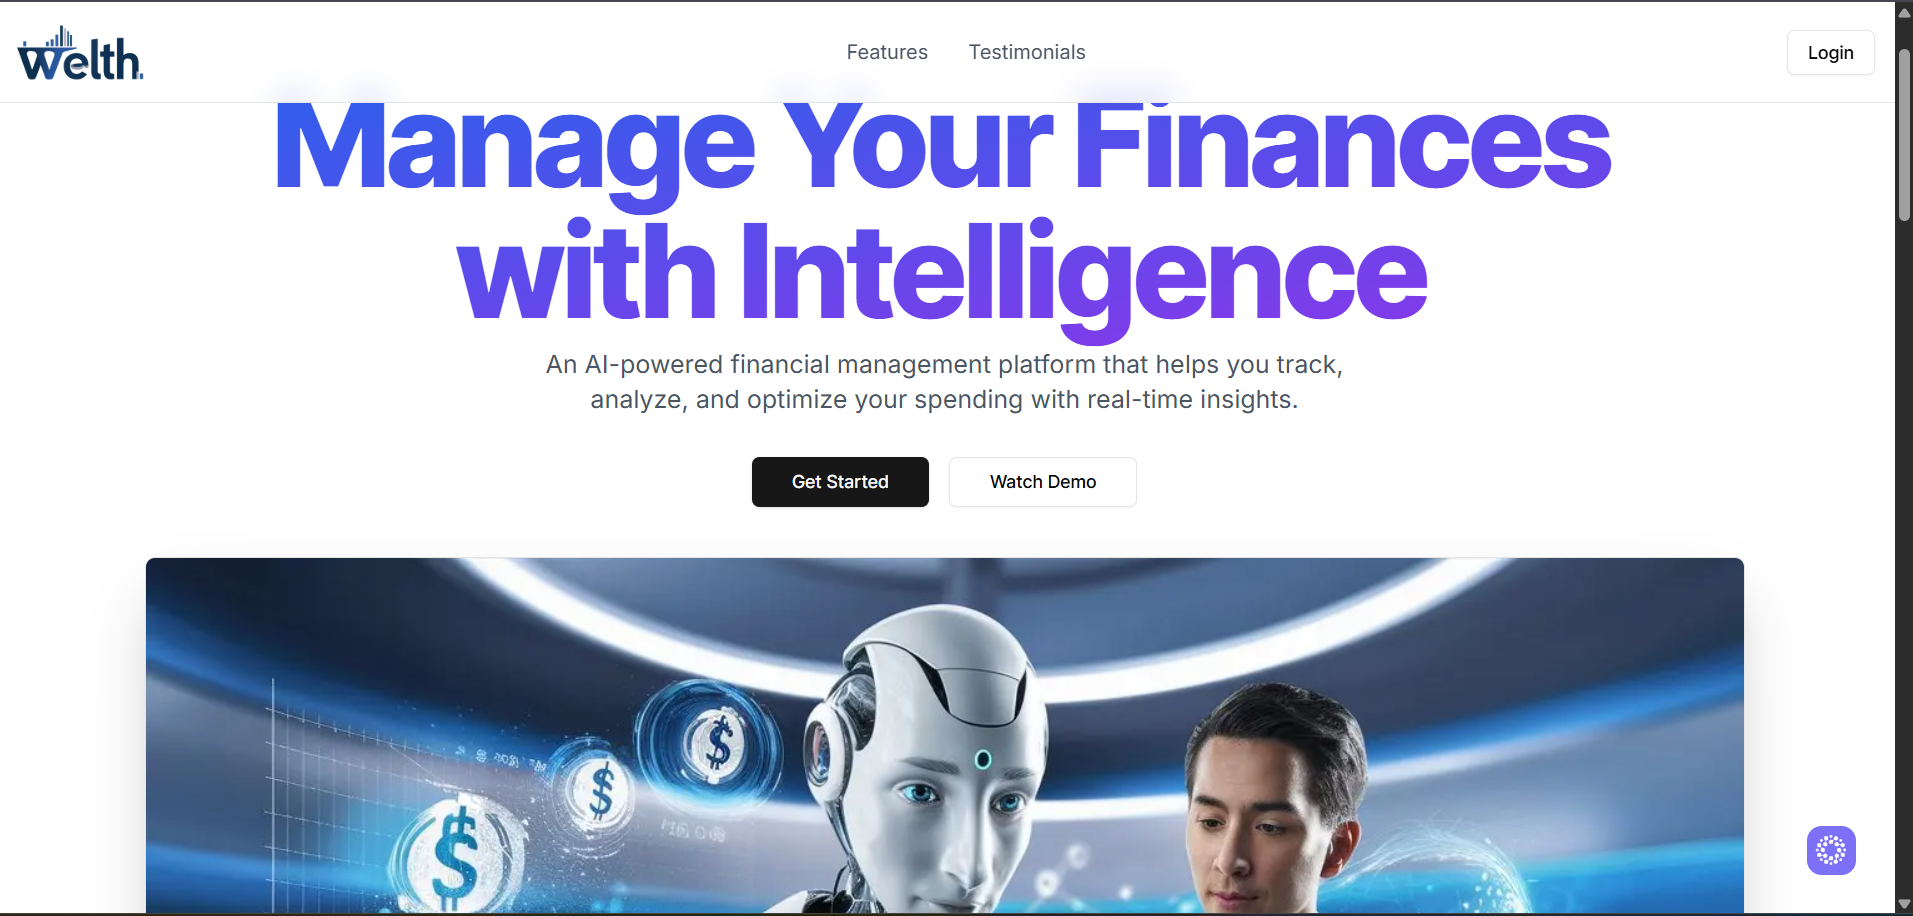 Welth.
Features
Testimonials
Login
Manage Your Finances
with Intelligence
An AI-powered financial management platform that helps you track,
analyze, and optimize your spending with real-time insights.
Get Started
Watch Demo
$
$
$